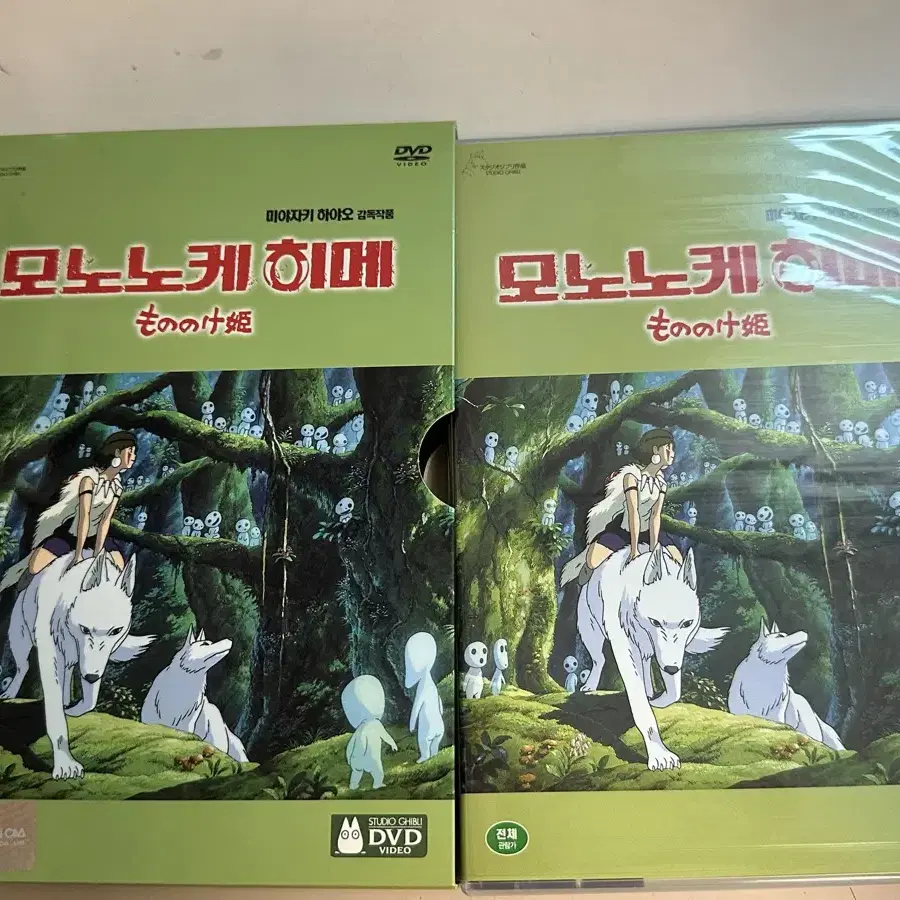 DVD
VIDEO
미야자키 하야오 감독작품
모노노케 히메
もののけ姫
STUDIO GHIBLI
DVD
VIDEO
STUDIO GHIBLI
모노노케 히메
もののけ姫
전체
관람가